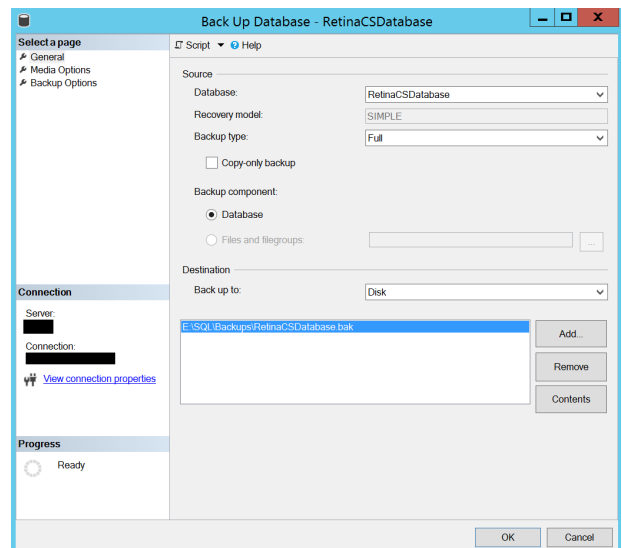 Back Up Database - RetinaCSDatabase
X
Select a page
General
Media Options
Backup Options
Script Help
Source
Database: RetinaCSDatabase
Recovery model: SIMPLE
Backup type: Full
Copy-only backup
Backup component:
Database
Files and filegroups: ...
Destination
Back up to: Disk
E:\SQL\Backups\RetinaCSDatabase.bak
Add...
Remove
Contents
Connection
Server:
Connection:
View connection properties
Progress
Ready
OK Cancel